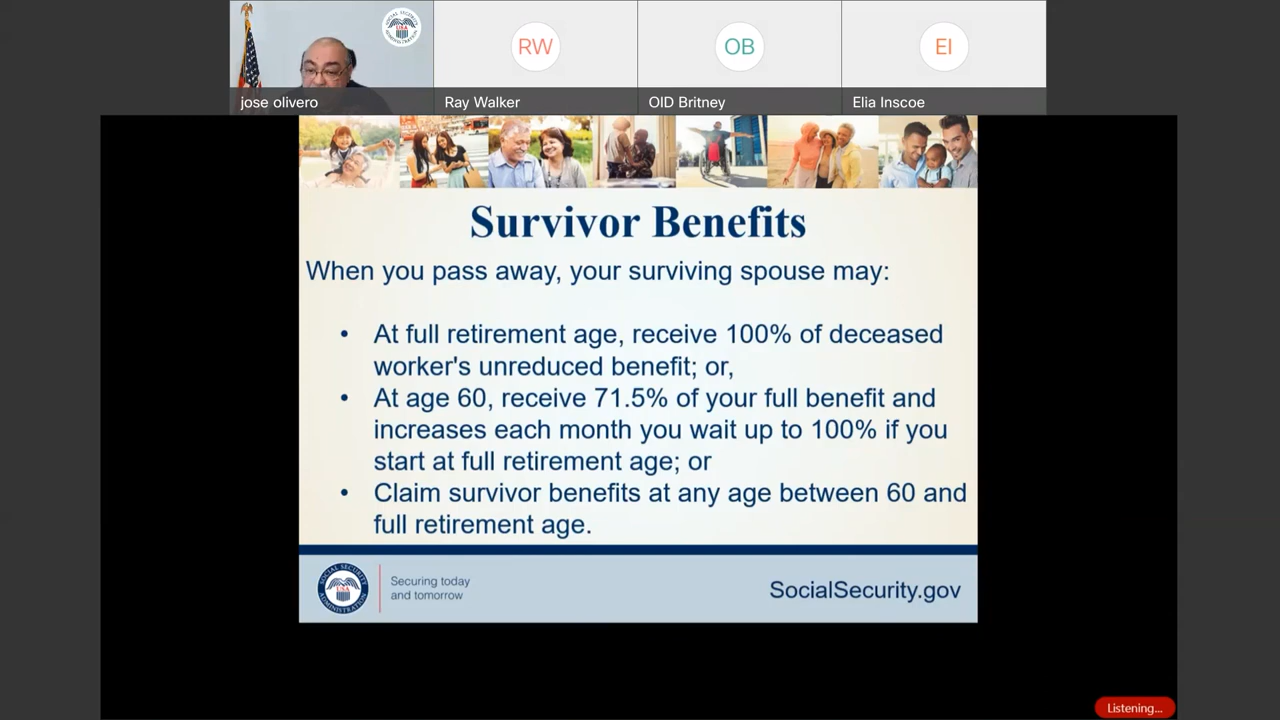 jose olivero
RW
Ray Walker
OB
OID Britney
EI
Elia Inscoe
Survivor Benefits
When you pass away, your surviving spouse may:
• At full retirement age, receive 100% of deceased
worker's unreduced benefit; or,
• At age 60, receive 71.5% of your full benefit and
increases each month you wait up to 100% if you
start at full retirement age; or
• Claim survivor benefits at any age between 60 and
full retirement age.
SOCIAL SECURITY ADMINISTRATION
USA
Securing today
and tomorrow
SocialSecurity.gov
Listening...